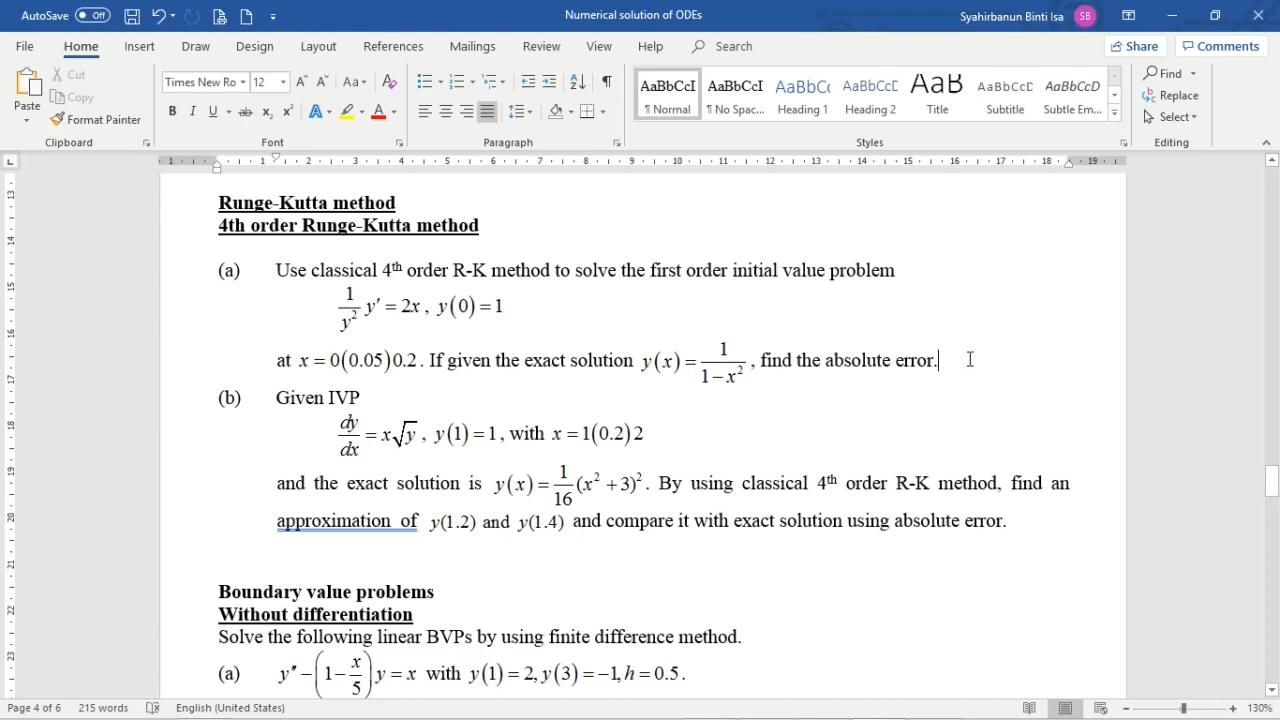 AutoSave Off Numerical solution of ODEs Syahirbanun Binti Isa SB
File Home Insert Draw Design Layout References Mailings Review View Help Search Share Comments
Paste Cut Copy Format Painter
Times New Ro 12 Aa
B I U ab x₂ x² A A
AaBbCcI AaBbCcI AaBbCc AaBbCcI AaB AaBbCcD AaBbCcD
¶ Normal ¶ No Spac... Heading 1 Heading 2 Title Subtitle Subtle Em...
Find Replace Select
Clipboard Font Paragraph Styles Editing
Runge-Kutta method
4th order Runge-Kutta method
(a) Use classical 4th order R-K method to solve the first order initial value problem
1/y² y′ = 2x , y(0) = 1
at x = 0(0.05)0.2. If given the exact solution y(x) = 1/(1−x²) , find the absolute error.
(b) Given IVP
dy/dx = x√y , y(1) = 1, with x = 1(0.2)2
and the exact solution is y(x) = 1/16 (x² + 3)². By using classical 4th order R-K method, find an
approximation of y(1.2) and y(1.4) and compare it with exact solution using absolute error.
Boundary value problems
Without differentiation
Solve the following linear BVPs by using finite difference method.
(a) y″ − (1 − x/5) y = x with y(1) = 2, y(3) = −1, h = 0.5.
Page 4 of 6 215 words English (United States) 130%